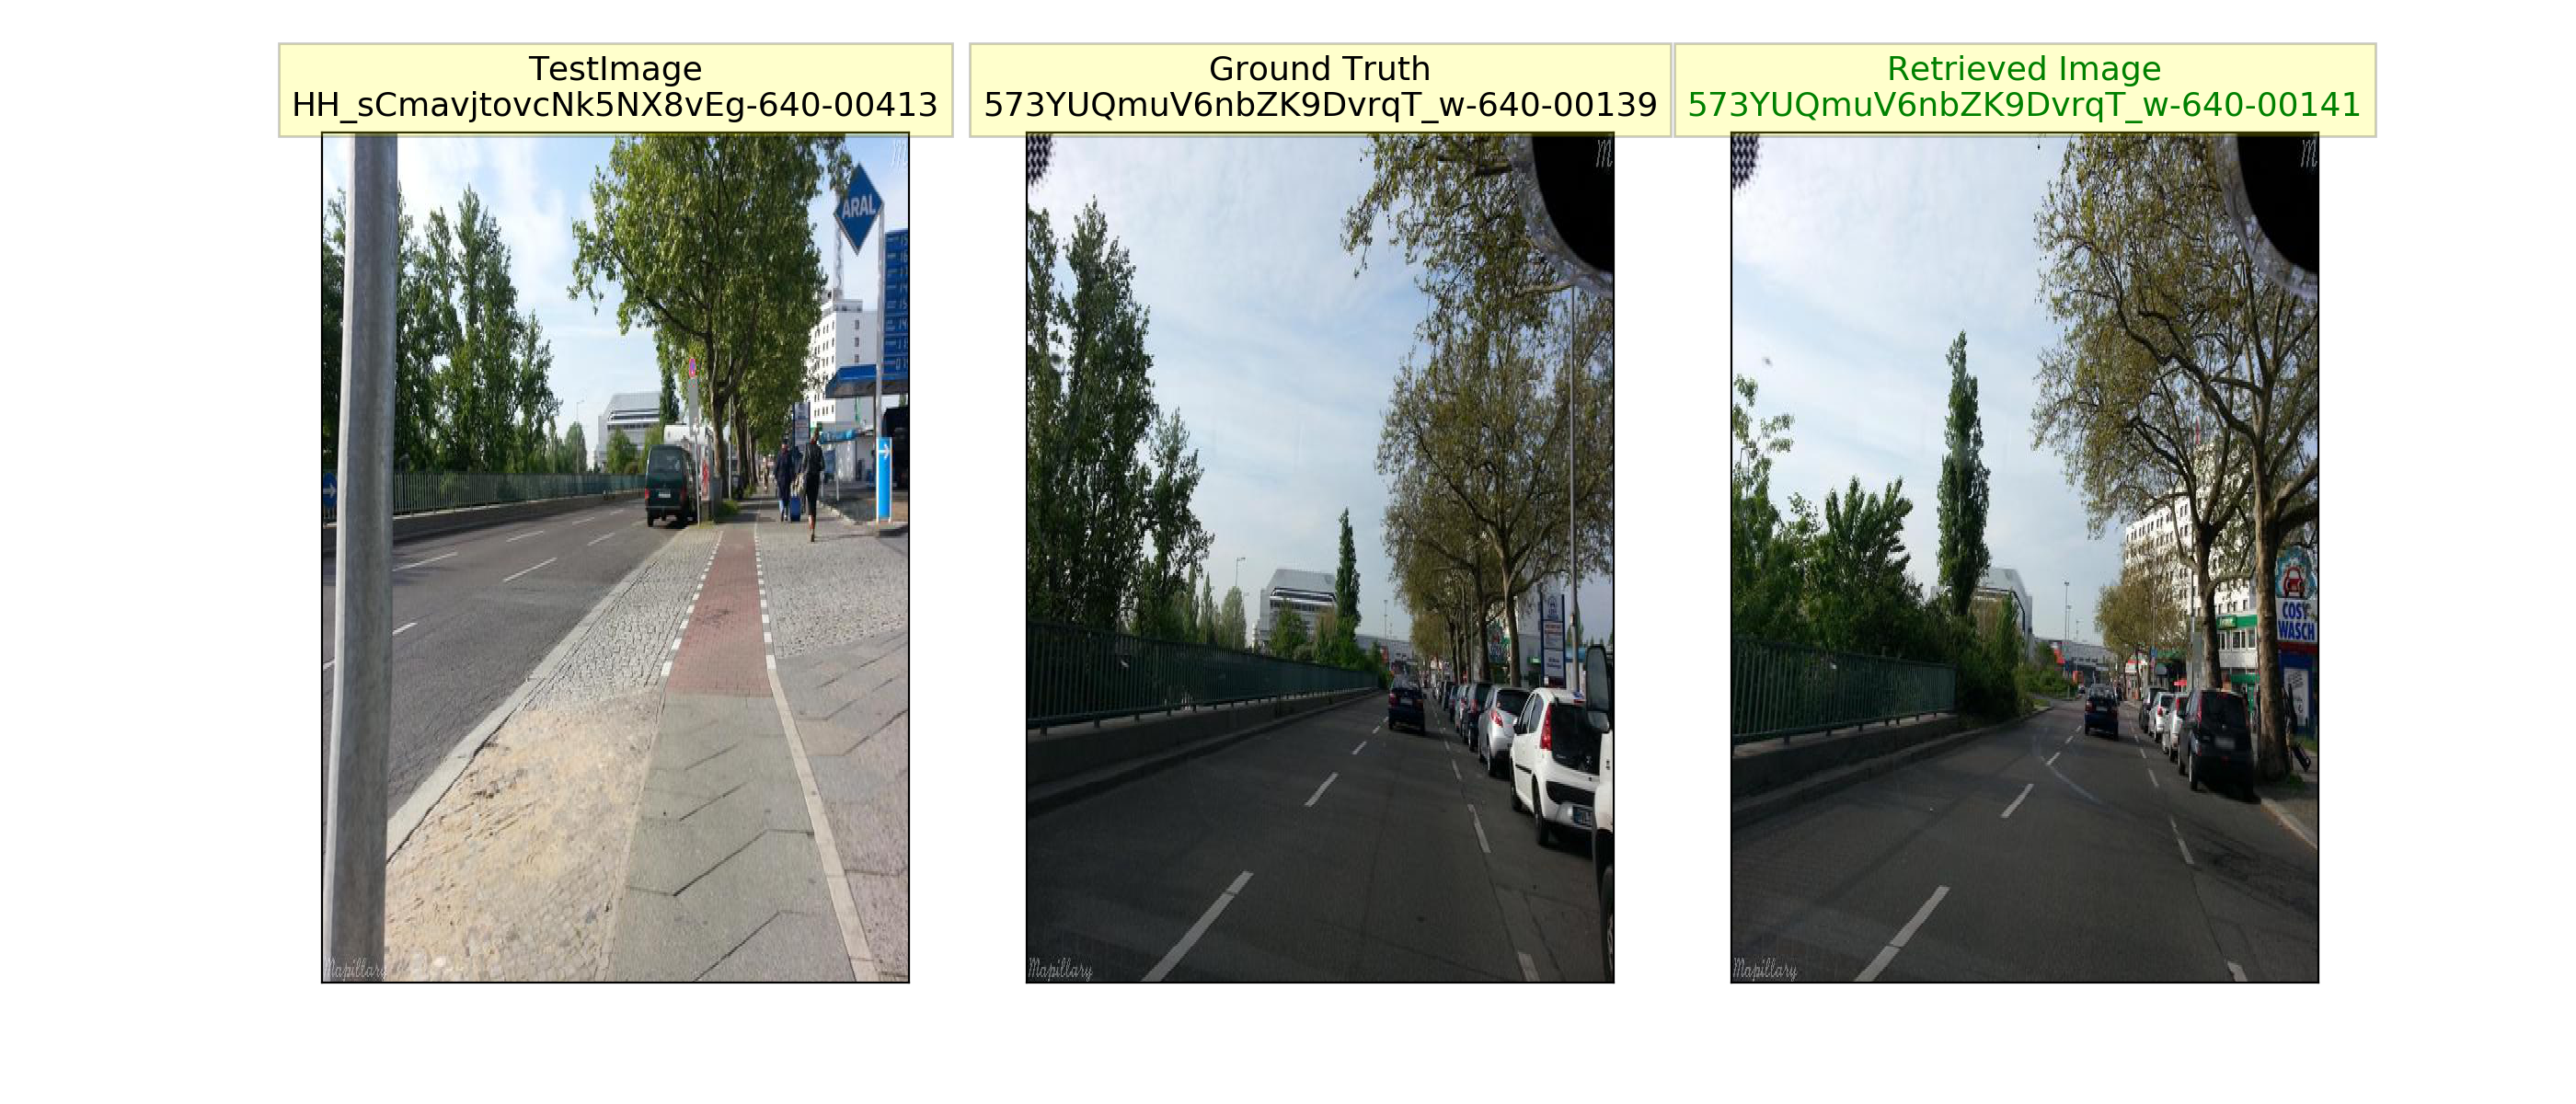 TestImage
HH_sCmavjtovcNk5NX8vEg-640-00413
Ground Truth
573YUQmuV6nbZK9DvrqT_w-640-00139
Retrieved Image
573YUQmuV6nbZK9DvrqT_w-640-00141
M
ARAL
Mapillary
M
Mapillary
M
COSY
WASCH
Mapillary